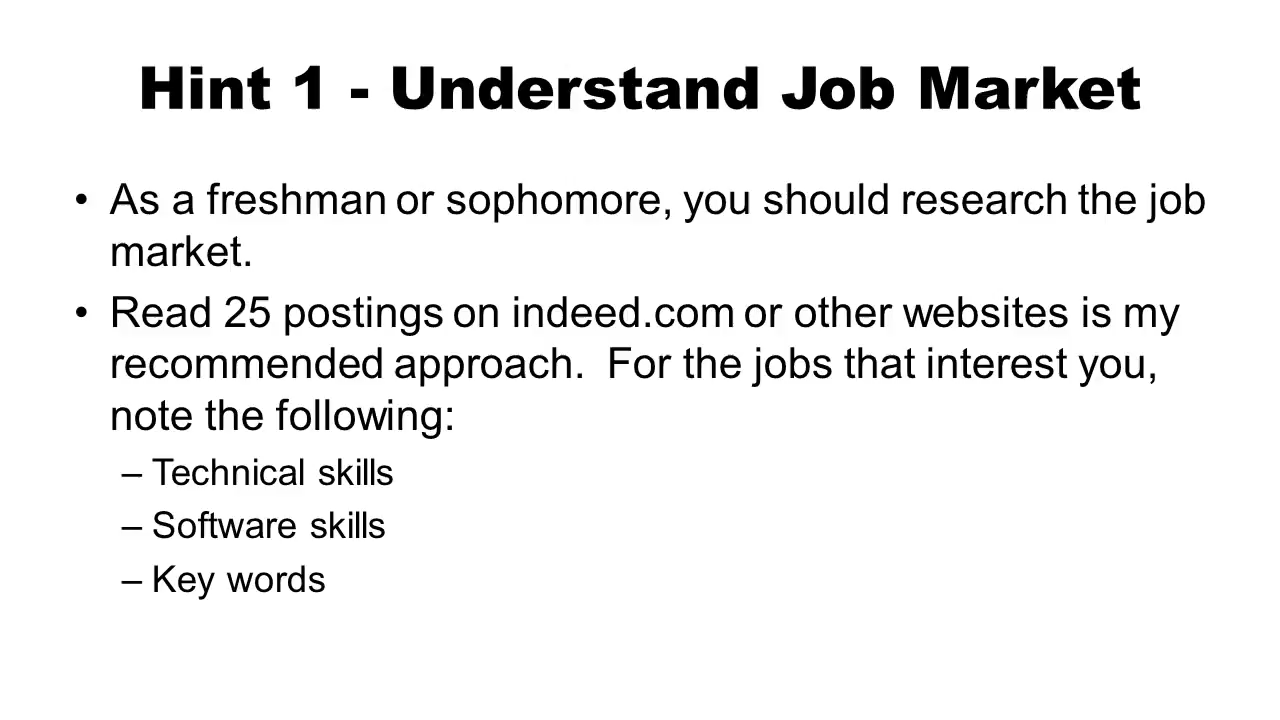 Hint 1 - Understand Job Market
• As a freshman or sophomore, you should research the job
market.
• Read 25 postings on indeed.com or other websites is my
recommended approach.  For the jobs that interest you,
note the following:
– Technical skills
– Software skills
– Key words